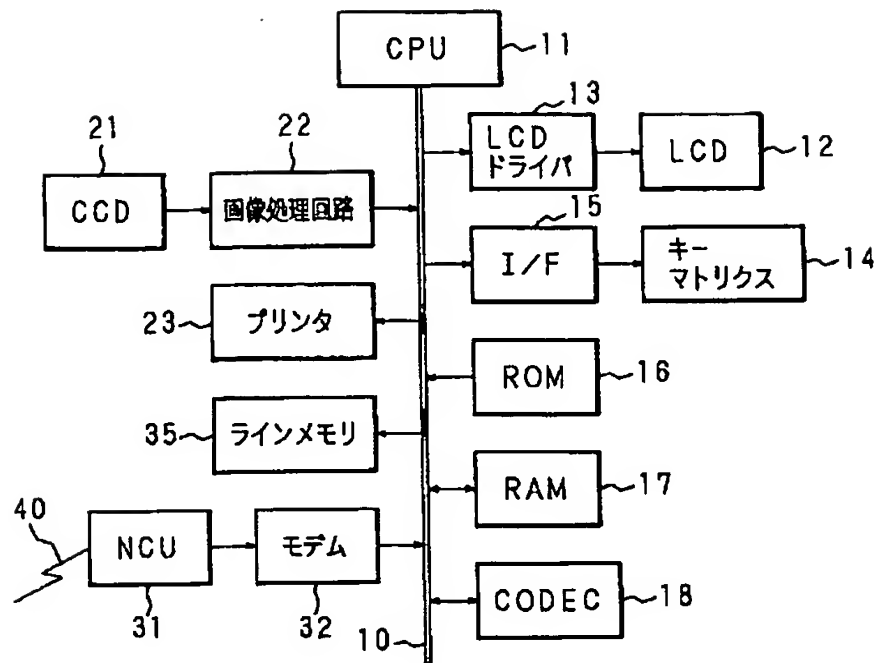 CPU
11
13
21
22
LCD
ドライバ
LCD
12
CCD
画像処理回路
15
I/F
キー
マトリクス
14
23
プリンタ
ROM
16
35
ラインメモリ
RAM
17
40
NCU
モデム
CODEC
18
31
32
10